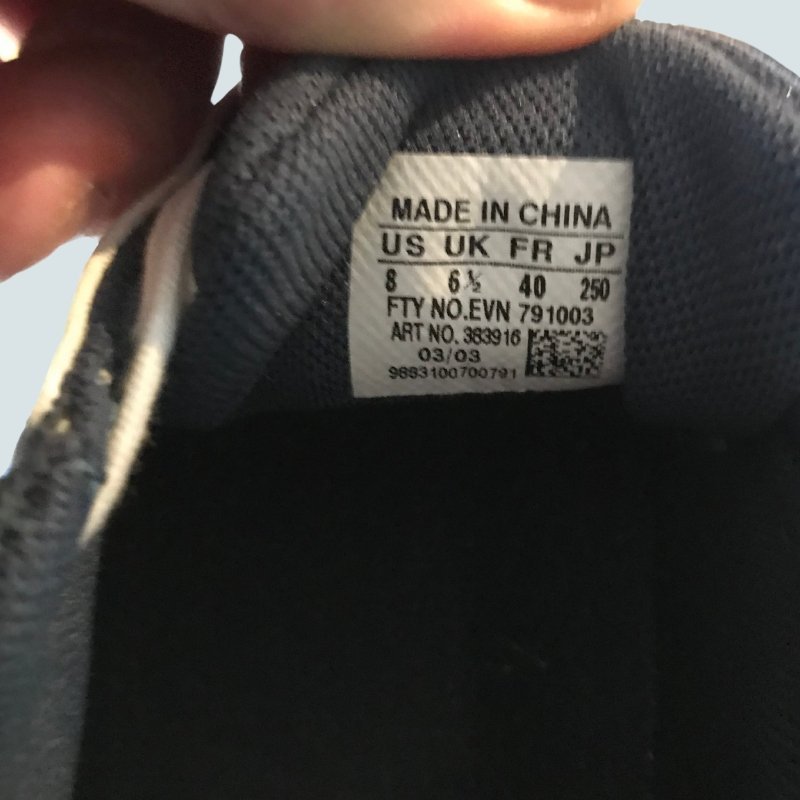 MADE IN CHINA
US UK FR JP
8 6½ 40 250
FTY NO.EVN 791003
ART NO. 383916
03/03
9883100700791